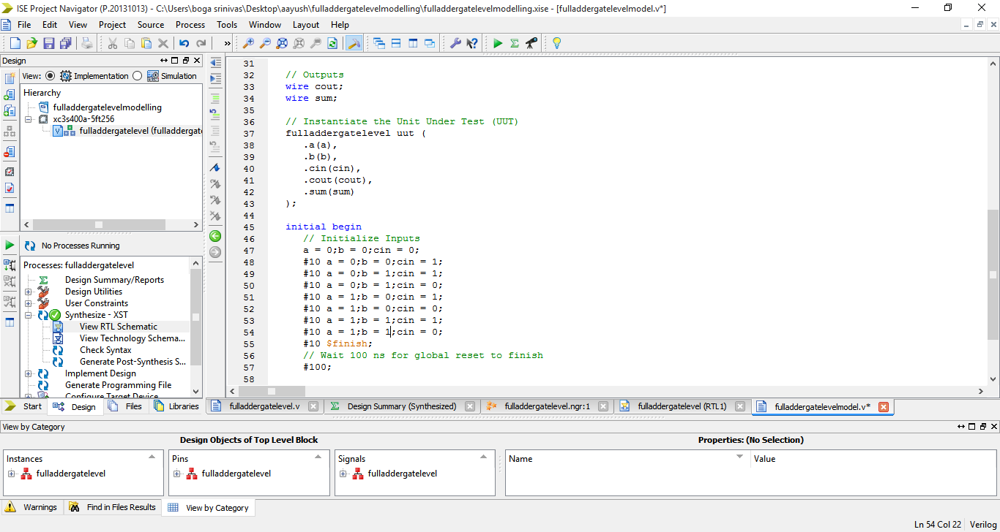 ISE Project Navigator (P.20131013) - C:\Users\boga srinivas\Desktop\aayush\fulladdergatelevelmodelling\fulladdergatelevelmodelling.xise - [fulladdergatelevelmodel.v*]
File Edit View Project Source Process Tools Window Layout Help
Design
View: Implementation Simulation
Hierarchy
fulladdergatelevelmodelling
xc3s400a-5ft256
fulladdergatelevel (fulladdergate
No Processes Running
Processes: fulladdergatelevel
Design Summary/Reports
Design Utilities
User Constraints
Synthesize - XST
View RTL Schematic
View Technology Schema...
Check Syntax
Generate Post-Synthesis S...
Implement Design
Generate Programming File
Configure Target Device
Start Design Files Libraries
31
32 // Outputs
33 wire cout;
34 wire sum;
35
36 // Instantiate the Unit Under Test (UUT)
37 fulladdergatelevel uut (
38 .a(a),
39 .b(b),
40 .cin(cin),
41 .cout(cout),
42 .sum(sum)
43 );
44
45 initial begin
46 // Initialize Inputs
47 a = 0;b = 0;cin = 0;
48 #10 a = 0;b = 0;cin = 1;
49 #10 a = 0;b = 1;cin = 1;
50 #10 a = 0;b = 1;cin = 0;
51 #10 a = 1;b = 0;cin = 1;
52 #10 a = 1;b = 0;cin = 0;
53 #10 a = 1;b = 1;cin = 1;
54 #10 a = 1;b = 1;cin = 0;
55 #10 $finish;
56 // Wait 100 ns for global reset to finish
57 #100;
58
fulladdergatelevel.v Design Summary (Synthesized) fulladdergatelevel.ngr:1 fulladdergatelevel (RTL1) fulladdergatelevelmodel.v*
View by Category
Design Objects of Top Level Block Properties: (No Selection)
Instances Pins Signals Name Value
fulladdergatelevel fulladdergatelevel fulladdergatelevel
Warnings Find in Files Results View by Category
Ln 54 Col 22 Verilog